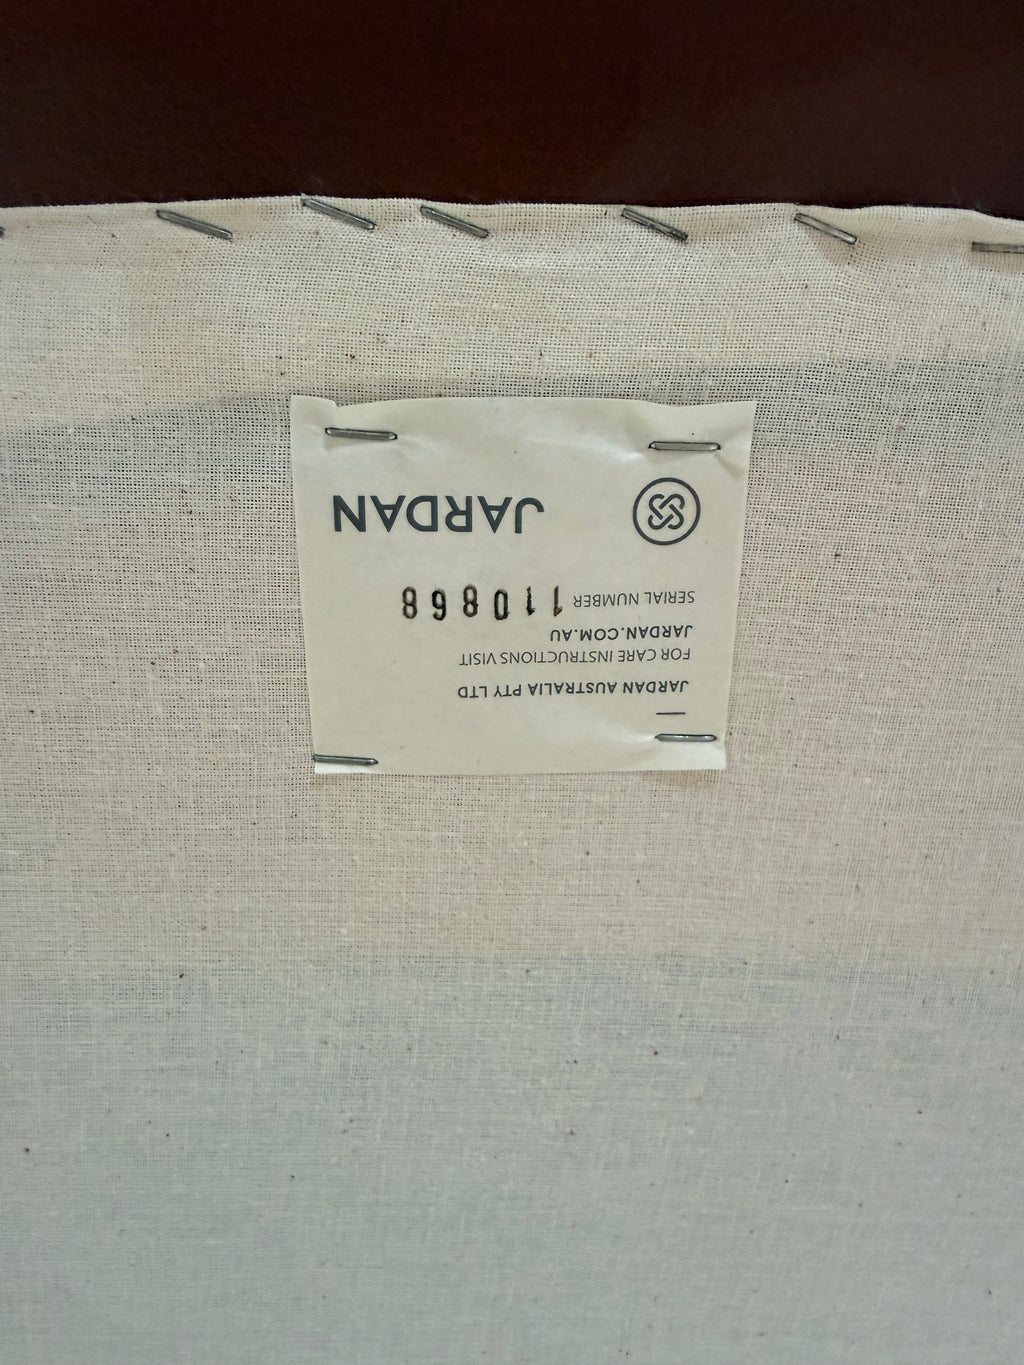 JARDAN AUSTRALIA PTY LTD
FOR CARE INSTRUCTIONS VISIT
JARDAN.COM.AU
SERIAL NUMBER 110868
JARDAN